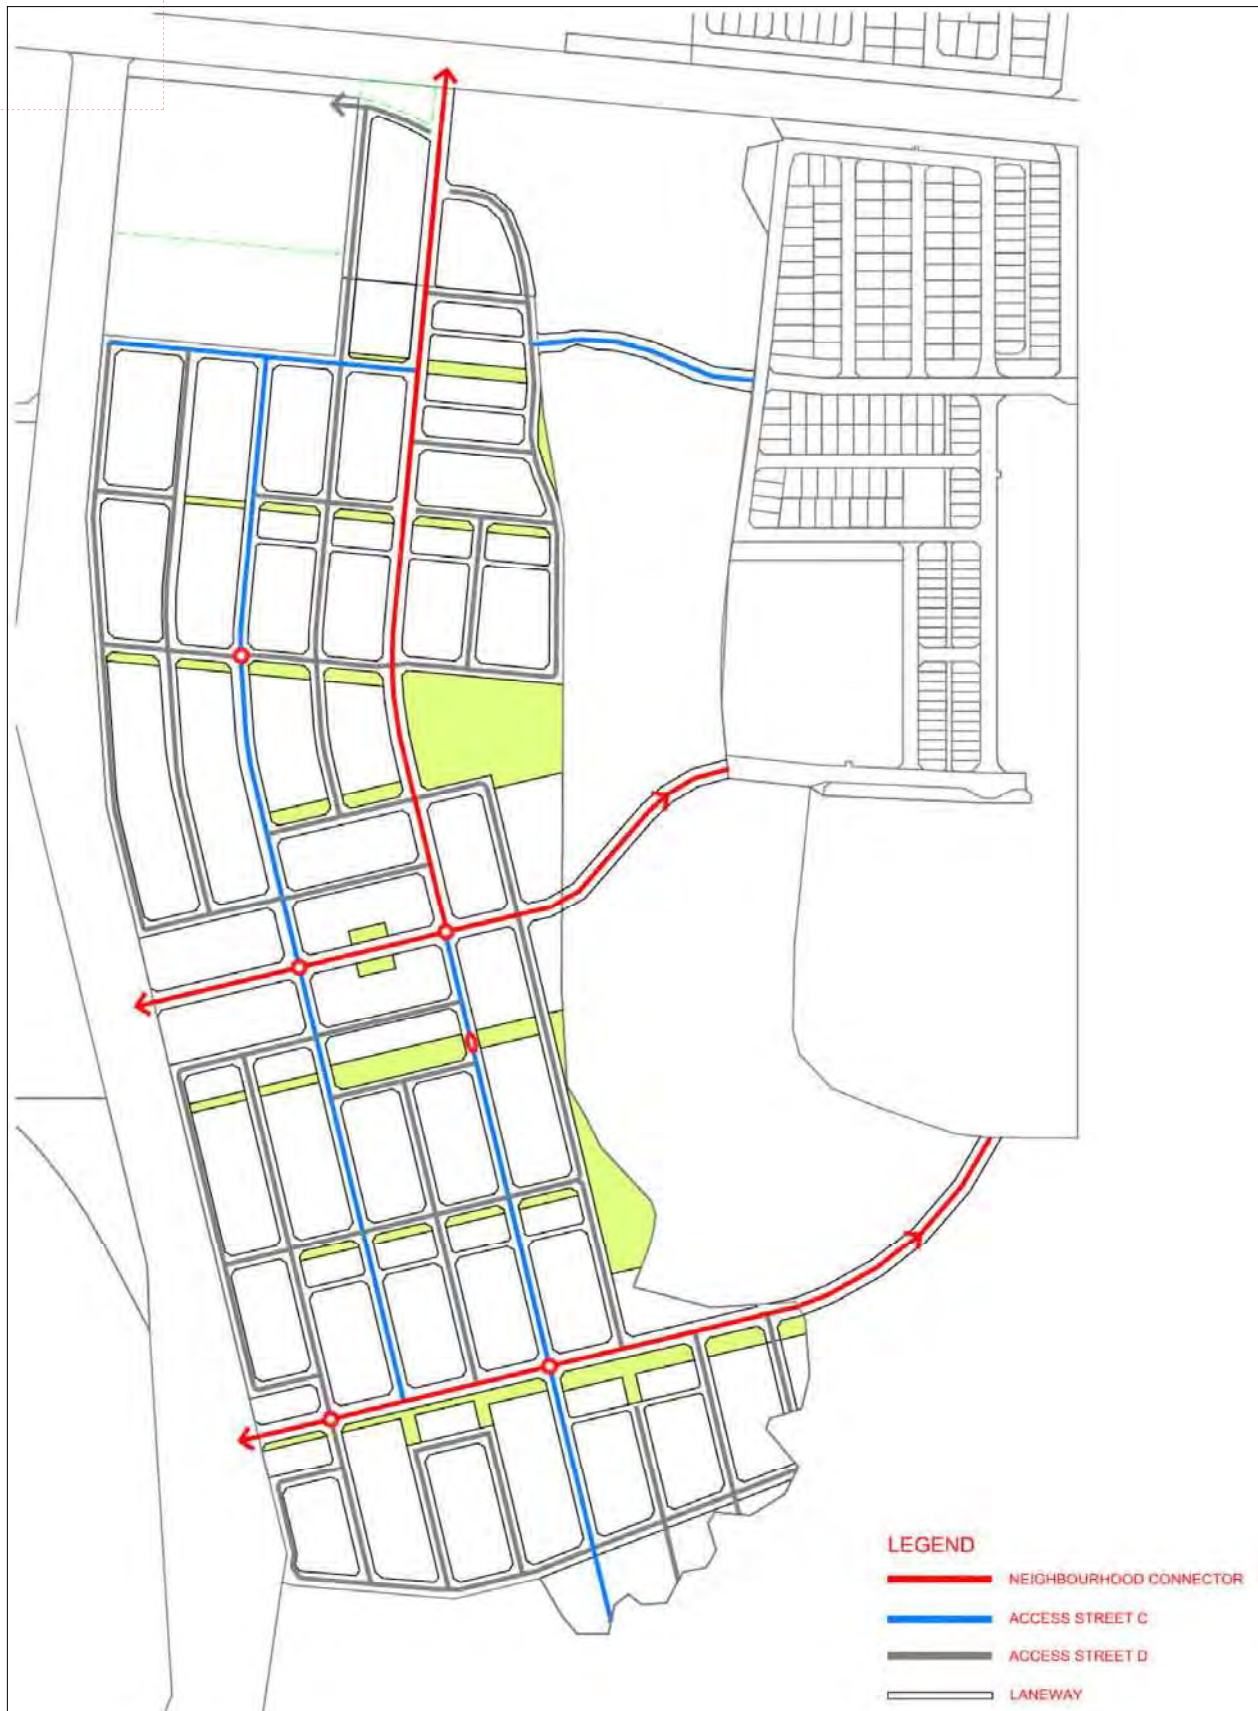 LEGEND
NEIGHBOURHOOD CONNECTOR
ACCESS STREET C
ACCESS STREET D
LANEWAY